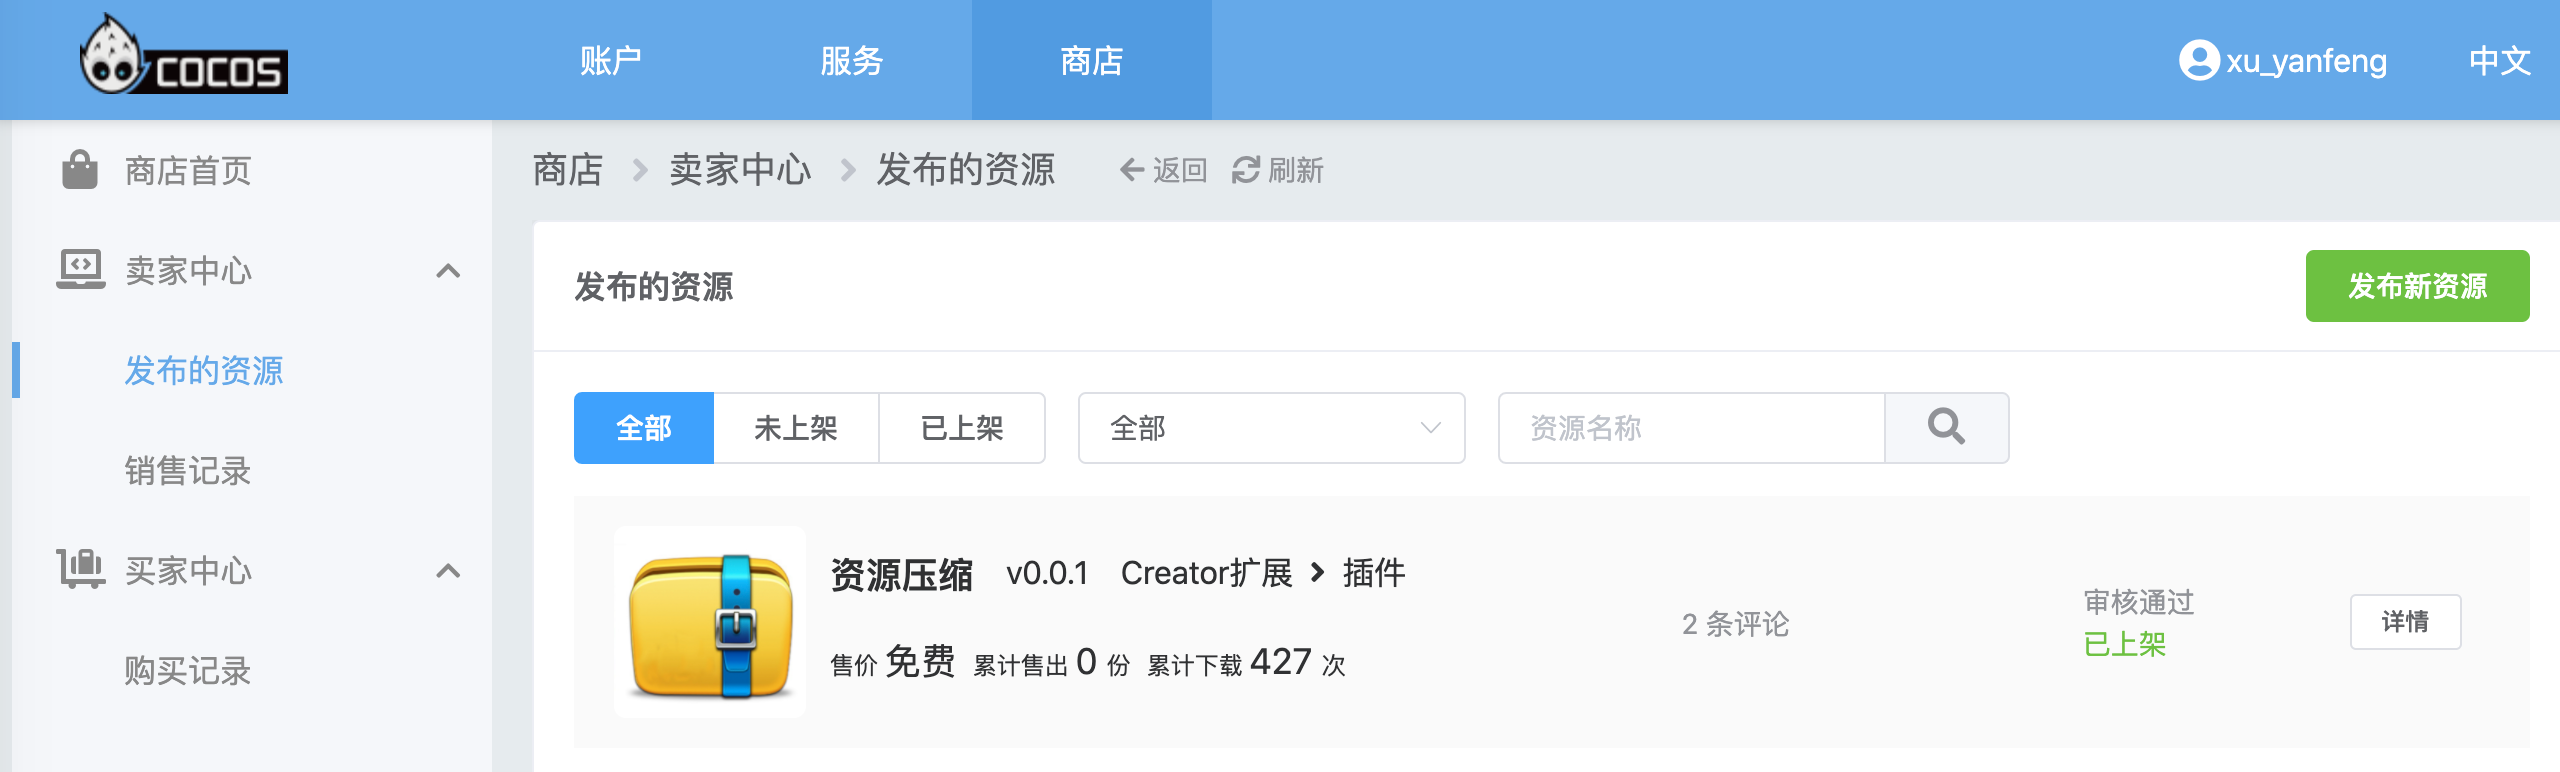 COCOS
账户
服务
商店
xu_yanfeng
中文
商店首页
卖家中心
发布的资源
销售记录
买家中心
购买记录
商店 > 卖家中心 > 发布的资源 返回 刷新
发布的资源
发布新资源
全部 未上架 已上架
全部
资源名称
资源压缩 v0.0.1 Creator扩展 > 插件
售价 免费 累计售出 0 份 累计下载 427 次
2 条评论
审核通过
已上架
详情